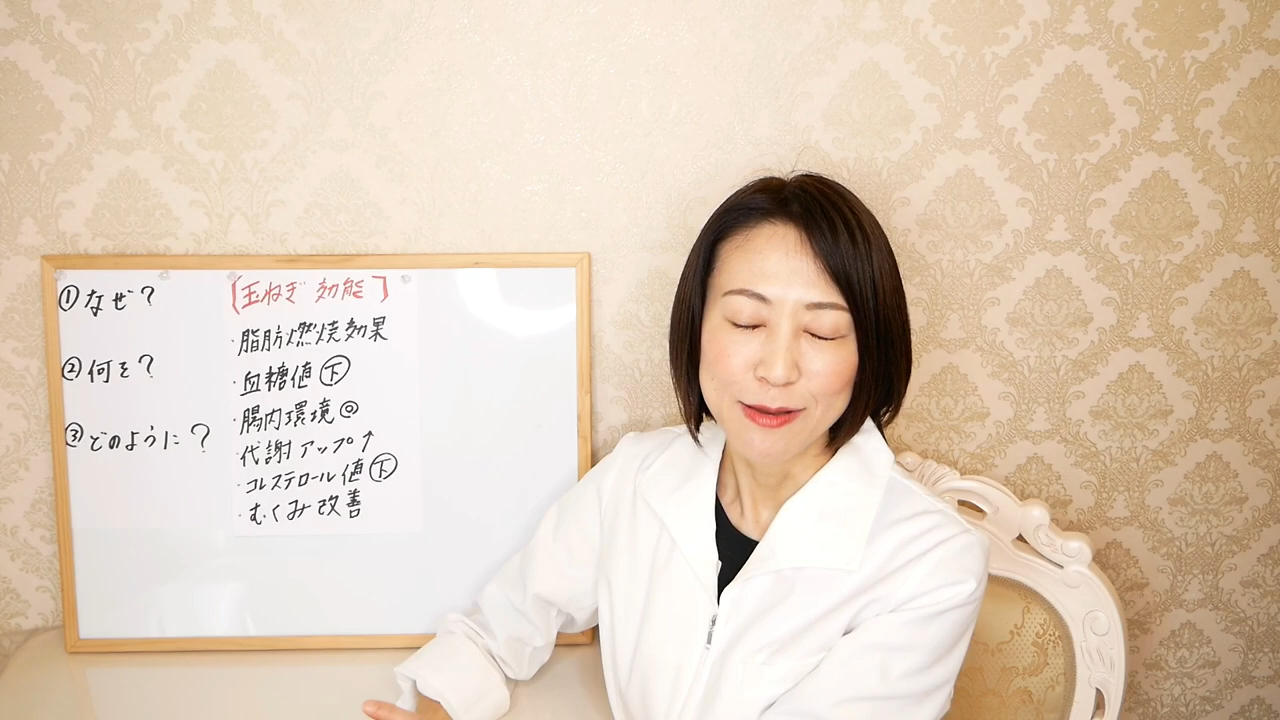 ①なぜ?
②何を?
③どのように?
[玉ねぎ 効能]
・脂肪燃焼効果
・血糖値㊦
・腸内環境◎
・代謝アップ↑
・コレステロール値㊦
・むくみ改善